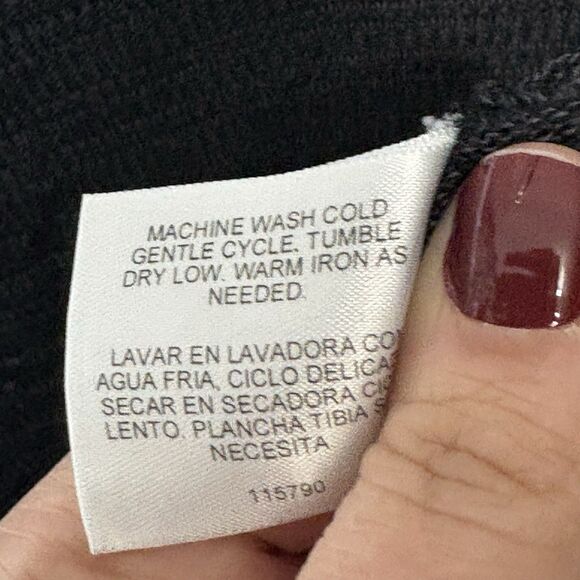 MACHINE WASH COLD
GENTLE CYCLE. TUMBLE
DRY LOW. WARM IRON AS
NEEDED.
LAVAR EN LAVADORA
AGUA FRIA, CICLO
SECAR EN SECADORA
LENTO. PLANCHA TIBIA
NECESITA
115790